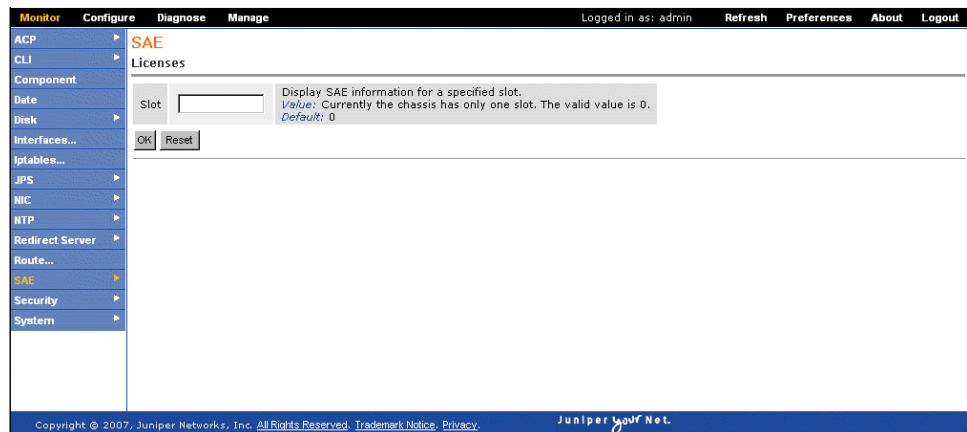 Monitor Configure Diagnose Manage Logged in as: admin Refresh Preferences About Logout
ACP
CLI
Component
Date
Disk
Interfaces...
Iptables...
JPS
NIC
NTP
Redirect Server
Route...
SAE
Security
System
SAE
Licenses
Slot
Display SAE information for a specified slot.
Value: Currently the chassis has only one slot. The valid value is 0.
Default: 0
OK Reset
Copyright © 2007, Juniper Networks, Inc. All Rights Reserved. Trademark Notice. Privacy.
Juniper your Net.